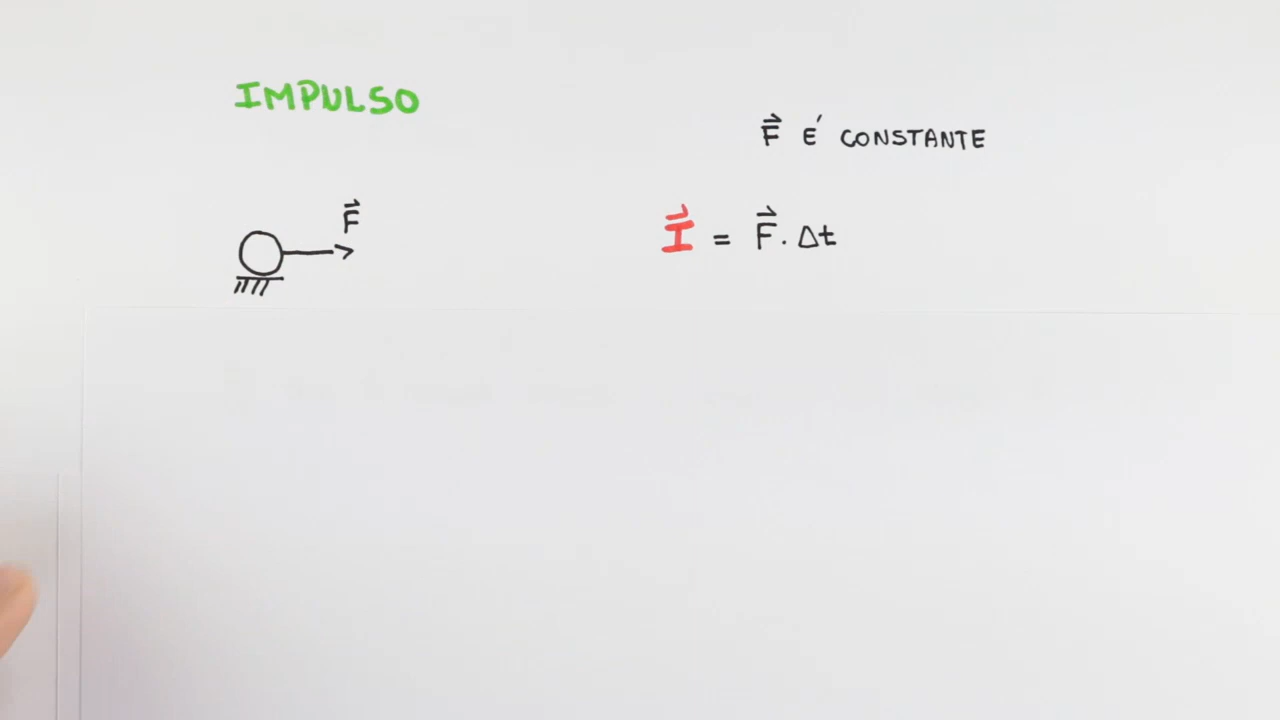 IMPULSO
F⃗ É CONSTANTE
F⃗
I⃗ = F⃗ . Δt